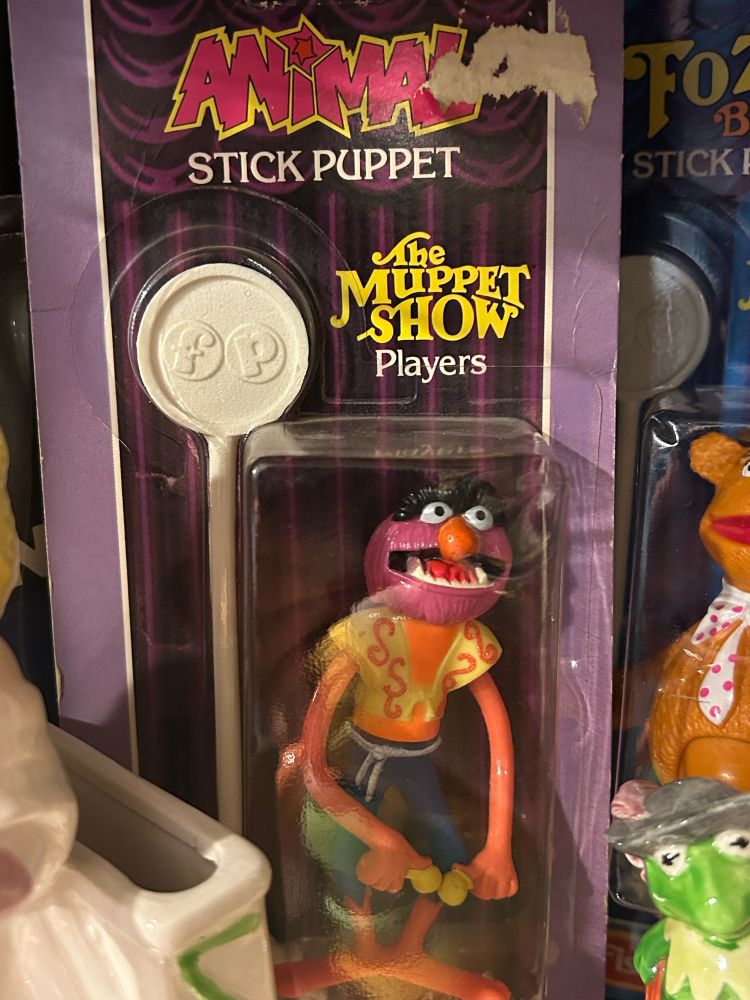 ANIMAL
STICK PUPPET
The
MUPPET
SHOW
Players
fp
STICK